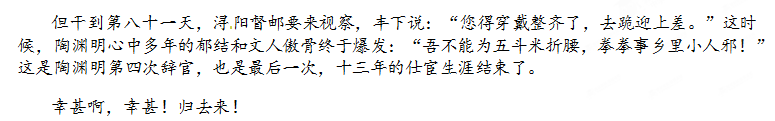 但干到第八十一天，浔阳督邮要来视察，丰下说：“您得穿戴整齐了，去跪迎上差。”这时
候，陶渊明心中多年的郁结和文人傲骨终于爆发：“吾不能为五斗米折腰，拳拳事乡里小人邪！”
这是陶渊明第四次辞官，也是最后一次，十三年的仕宦生涯结束了。
幸甚啊，幸甚！归去来！